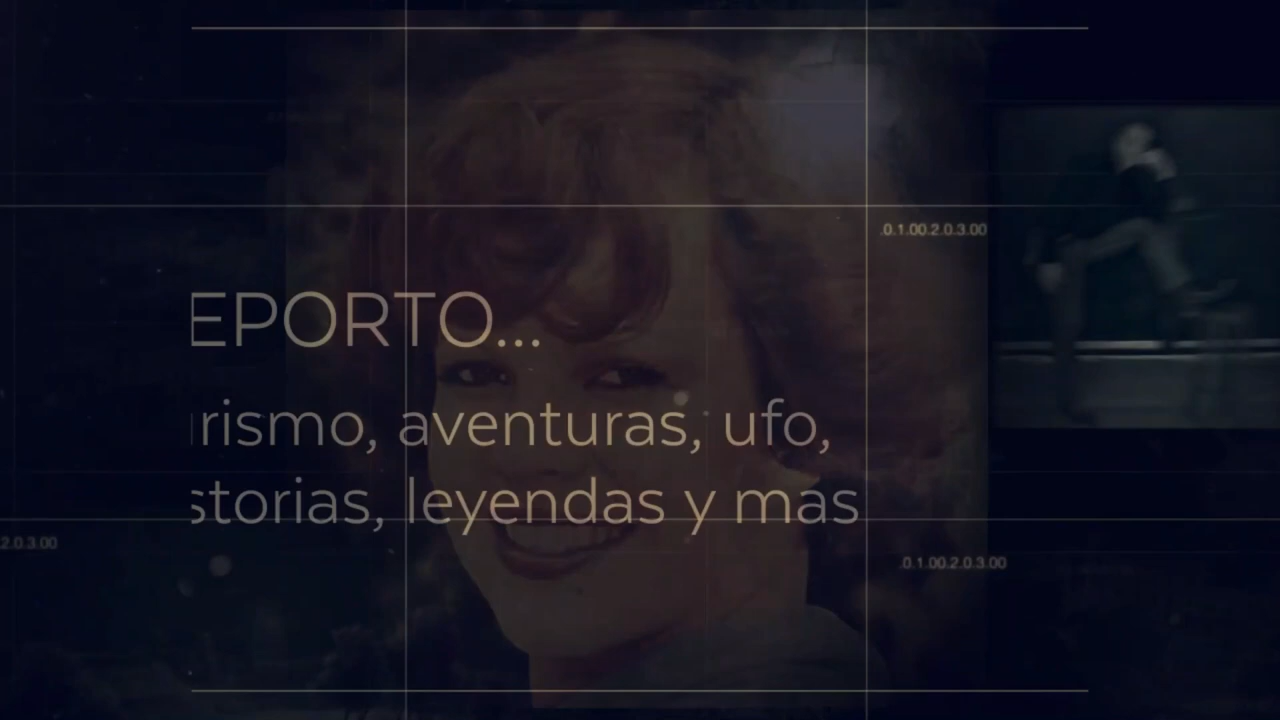 .0.1.00.2.0.3.00
EPORTO...
rismo, aventuras, ufo,
storias, leyendas y mas
2.0.3.00
.0.1.00.2.0.3.00